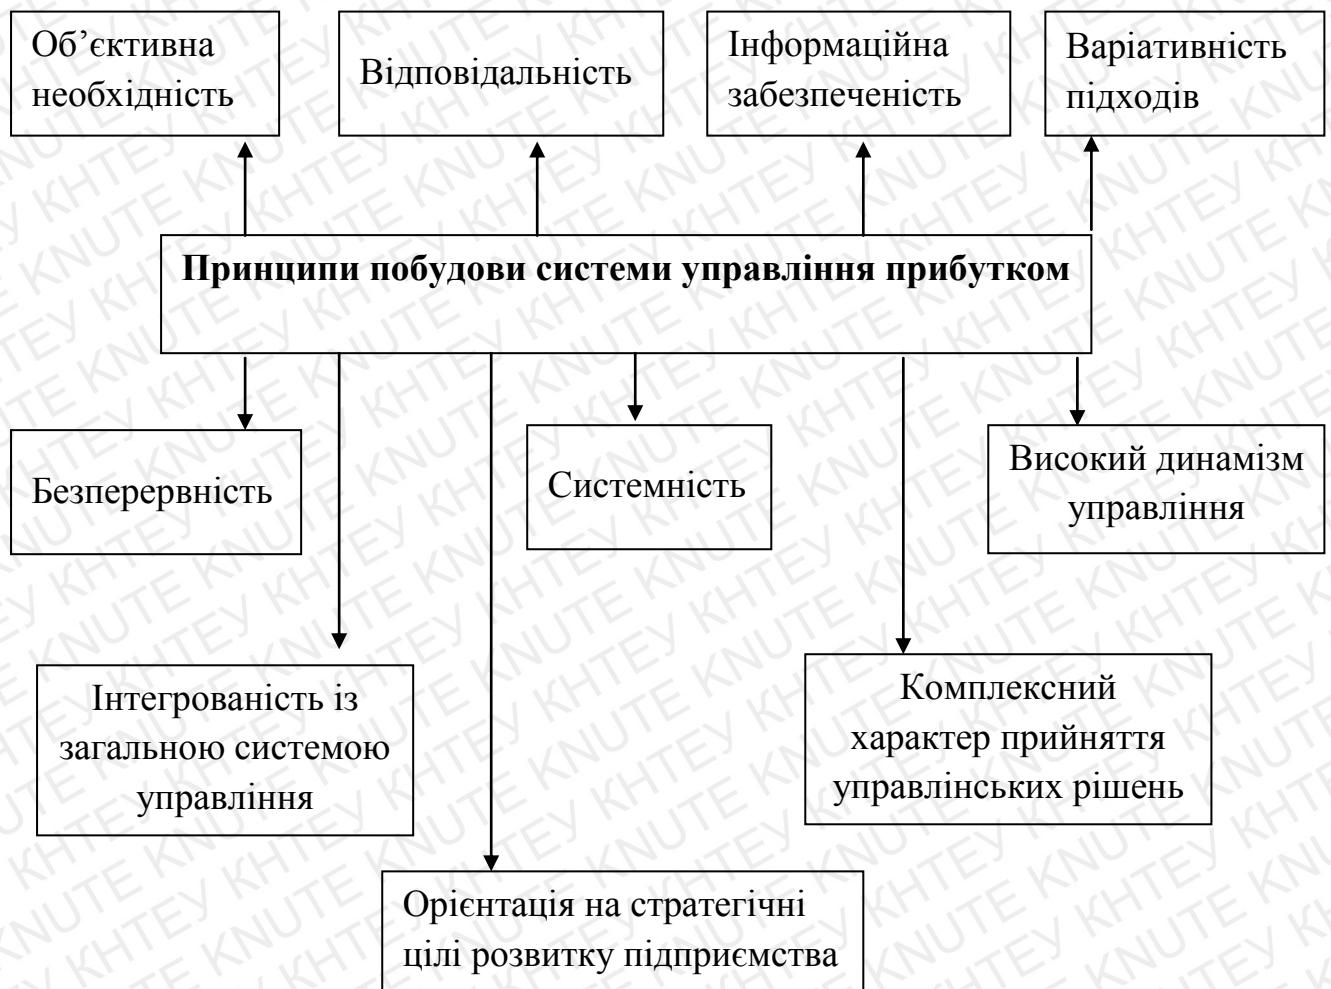 Об’єктивна
необхідність
Відповідальність
Інформаційна
забезпеченість
Варіативність
підходів
Принципи побудови системи управління прибутком
Безперервність
Системність
Високий динамізм
управління
Інтегрованість із
загальною системою
управління
Комплексний
характер прийняття
управлінських рішень
Орієнтація на стратегічні
цілі розвитку підприємства